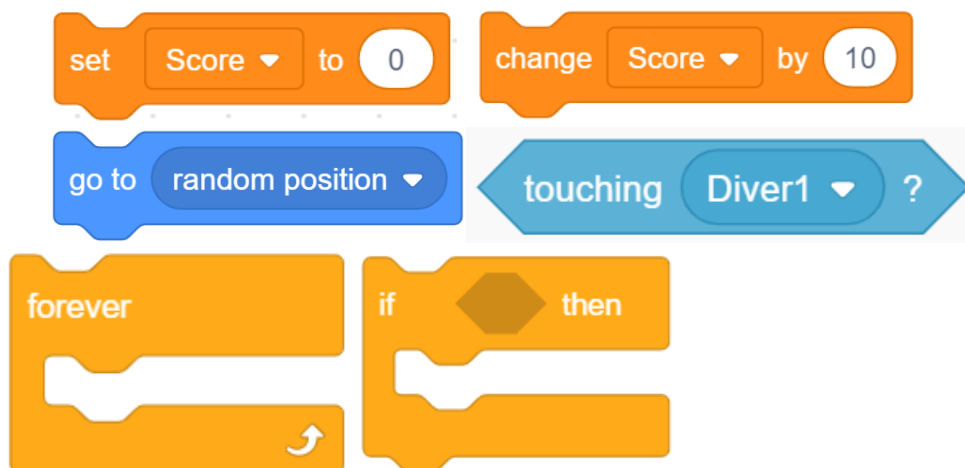 set Score to 0
change Score by 10
go to random position
touching Diver1 ?
forever
if then